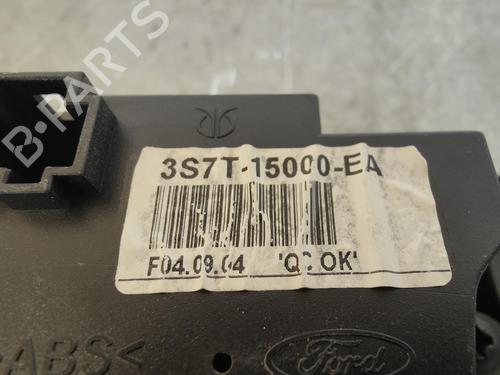 B-PARTS
3S7T-15000-EA
F04.09.04 'QC OK'
>ABS<
Ford